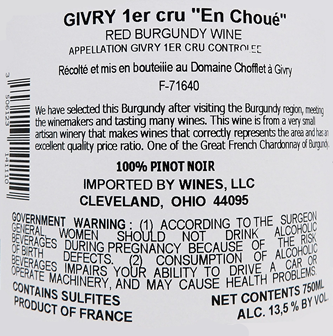 GIVRY 1er cru "En Choué"
RED BURGUNDY WINE
APPELLATION GIVRY 1ER CRU CONTROLEE
Récolté et mis en bouteille au Domaine Chofflet à Givry
F-71640
We have selected this Burgundy after visiting the Burgundy region, meeting
the winemakers and tasting many wines. This wine is from a very small
artisan winery that makes wines that correctly represents the area and has an
excellent quality price ratio. One of the Great French Chardonnay of Burgundy.
100% PINOT NOIR
IMPORTED BY WINES, LLC
CLEVELAND, OHIO 44095
GOVERNMENT WARNING: (1) ACCORDING TO THE SURGEON
GENERAL WOMEN SHOULD NOT DRINK ALCOHOLIC
BEVERAGES DURING PREGNANCY BECAUSE OF THE RISK
OF BIRTH DEFECTS. (2) CONSUMPTION OF ALCOHOLIC
BEVERAGES IMPAIRS YOUR ABILITY TO DRIVE A CAR OR
OPERATE MACHINERY, AND MAY CAUSE HEALTH PROBLEMS.
CONTAINS SULFITES
PRODUCT OF FRANCE
NET CONTENTS 750ML
ALC. 13,5 % BY VOL.